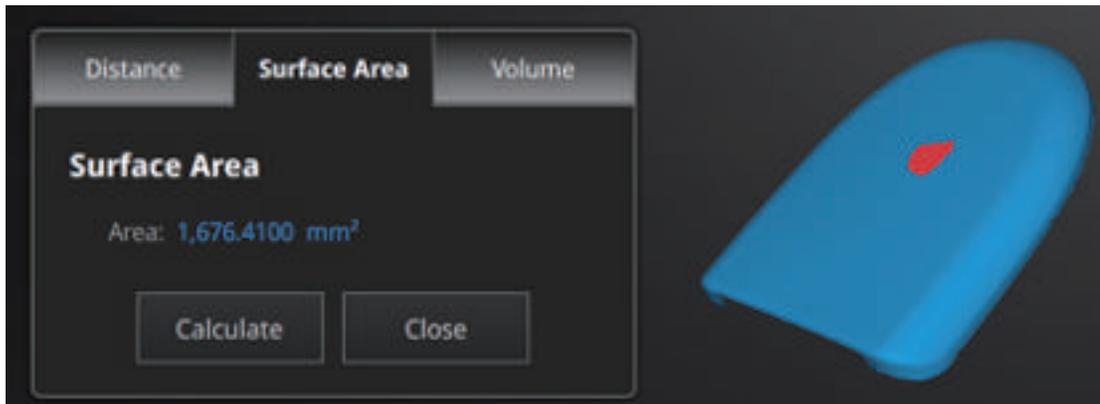 Distance Surface Area Volume
Surface Area
Area: 1,676.4100 mm²
Calculate Close